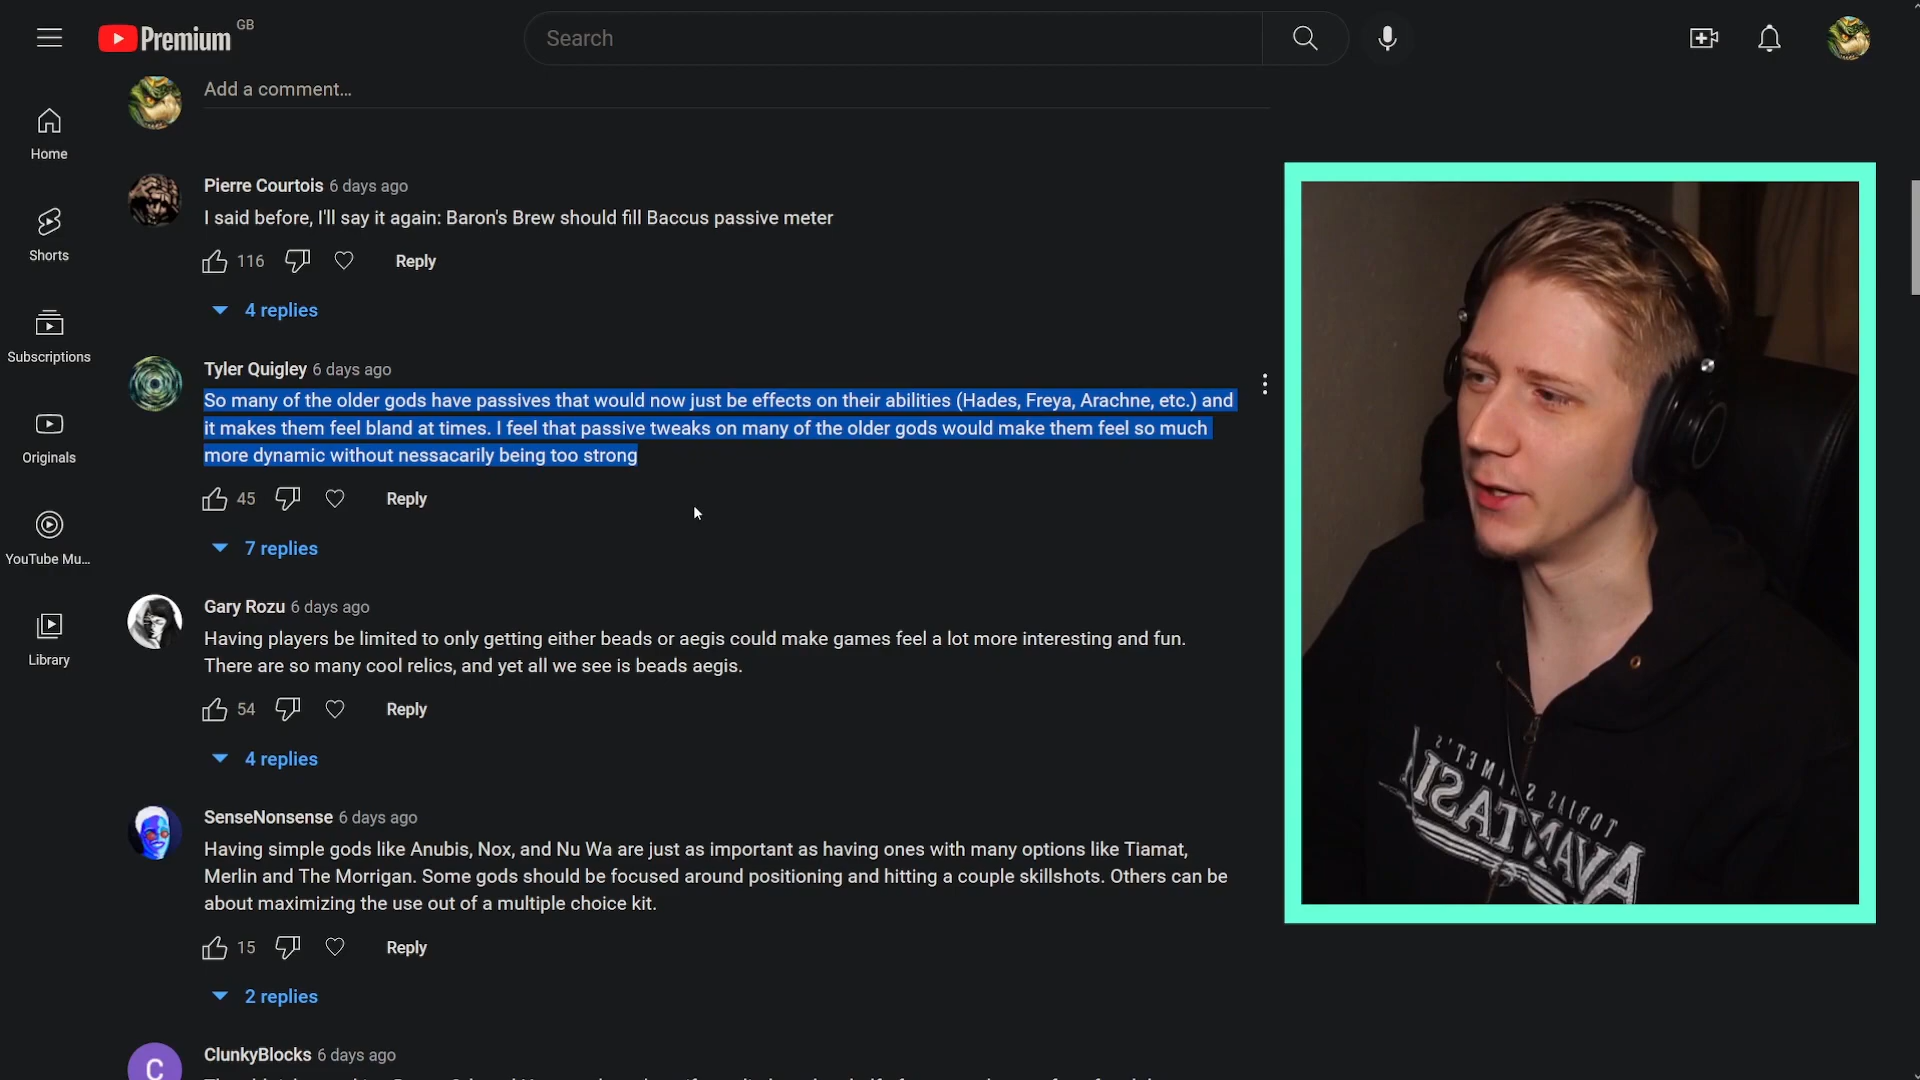 Premium GB
Search
Add a comment...
Home
Pierre Courtois 6 days ago
I said before, I'll say it again: Baron's Brew should fill Baccus passive meter
Shorts
116 Reply
4 replies
Subscriptions
Tyler Quigley 6 days ago
So many of the older gods have passives that would now just be effects on their abilities (Hades, Freya, Arachne, etc.) and
it makes them feel bland at times. I feel that passive tweaks on many of the older gods would make them feel so much
more dynamic without nessacarily being too strong
Originals
45 Reply
7 replies
YouTube Mu...
Gary Rozu 6 days ago
Having players be limited to only getting either beads or aegis could make games feel a lot more interesting and fun.
There are so many cool relics, and yet all we see is beads aegis.
Library
54 Reply
4 replies
TOBIAS SAMMET'S
AVANTASIA
SenseNonsense 6 days ago
Having simple gods like Anubis, Nox, and Nu Wa are just as important as having ones with many options like Tiamat,
Merlin and The Morrigan. Some gods should be focused around positioning and hitting a couple skillshots. Others can be
about maximizing the use out of a multiple choice kit.
15 Reply
2 replies
C
ClunkyBlocks 6 days ago